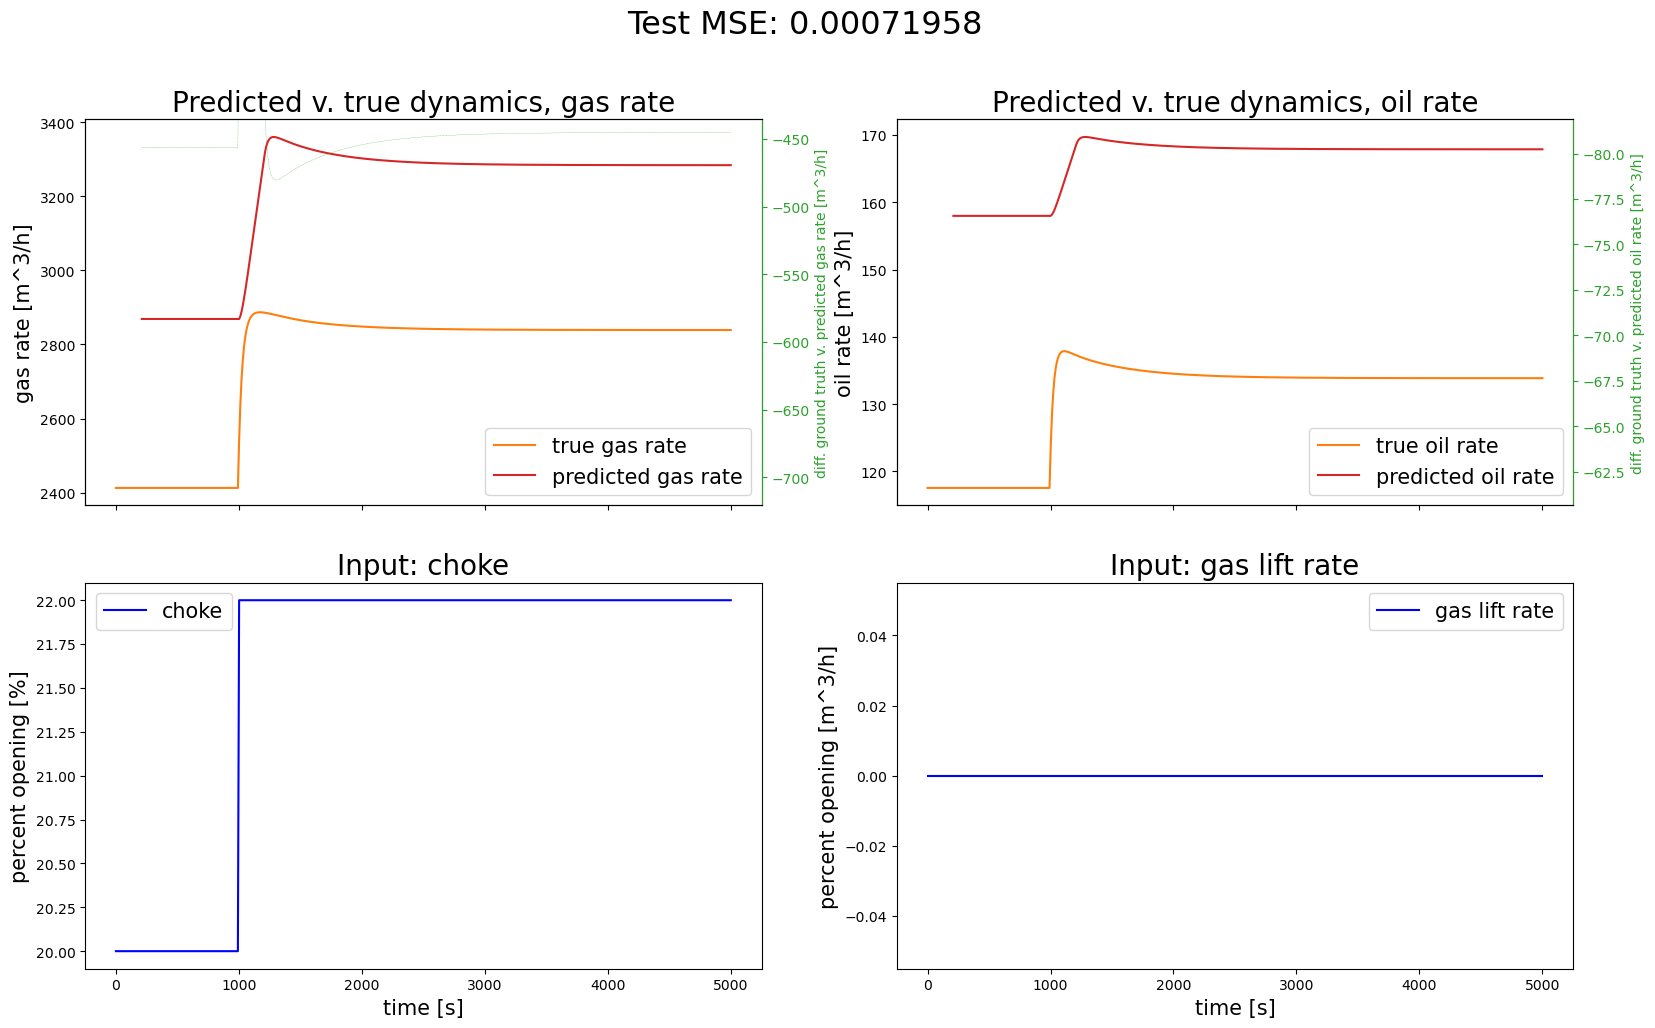 Test MSE: 0.00071958
Predicted v. true dynamics, gas rate
gas rate [m^3/h]
3400
3200
3000
2800
2600
2400
true gas rate
predicted gas rate
−450
−500
−550
−600
−650
−700
diff. ground truth v. predicted gas rate [m^3/h]
Predicted v. true dynamics, oil rate
oil rate [m^3/h]
170
160
150
140
130
120
true oil rate
predicted oil rate
−80.0
−77.5
−75.0
−72.5
−70.0
−67.5
−65.0
−62.5
diff. ground truth v. predicted oil rate [m^3/h]
Input: choke
percent opening [%]
22.00
21.75
21.50
21.25
21.00
20.75
20.50
20.25
20.00
choke
0 1000 2000 3000 4000 5000
time [s]
Input: gas lift rate
percent opening [m^3/h]
0.04
0.02
0.00
−0.02
−0.04
gas lift rate
0 1000 2000 3000 4000 5000
time [s]